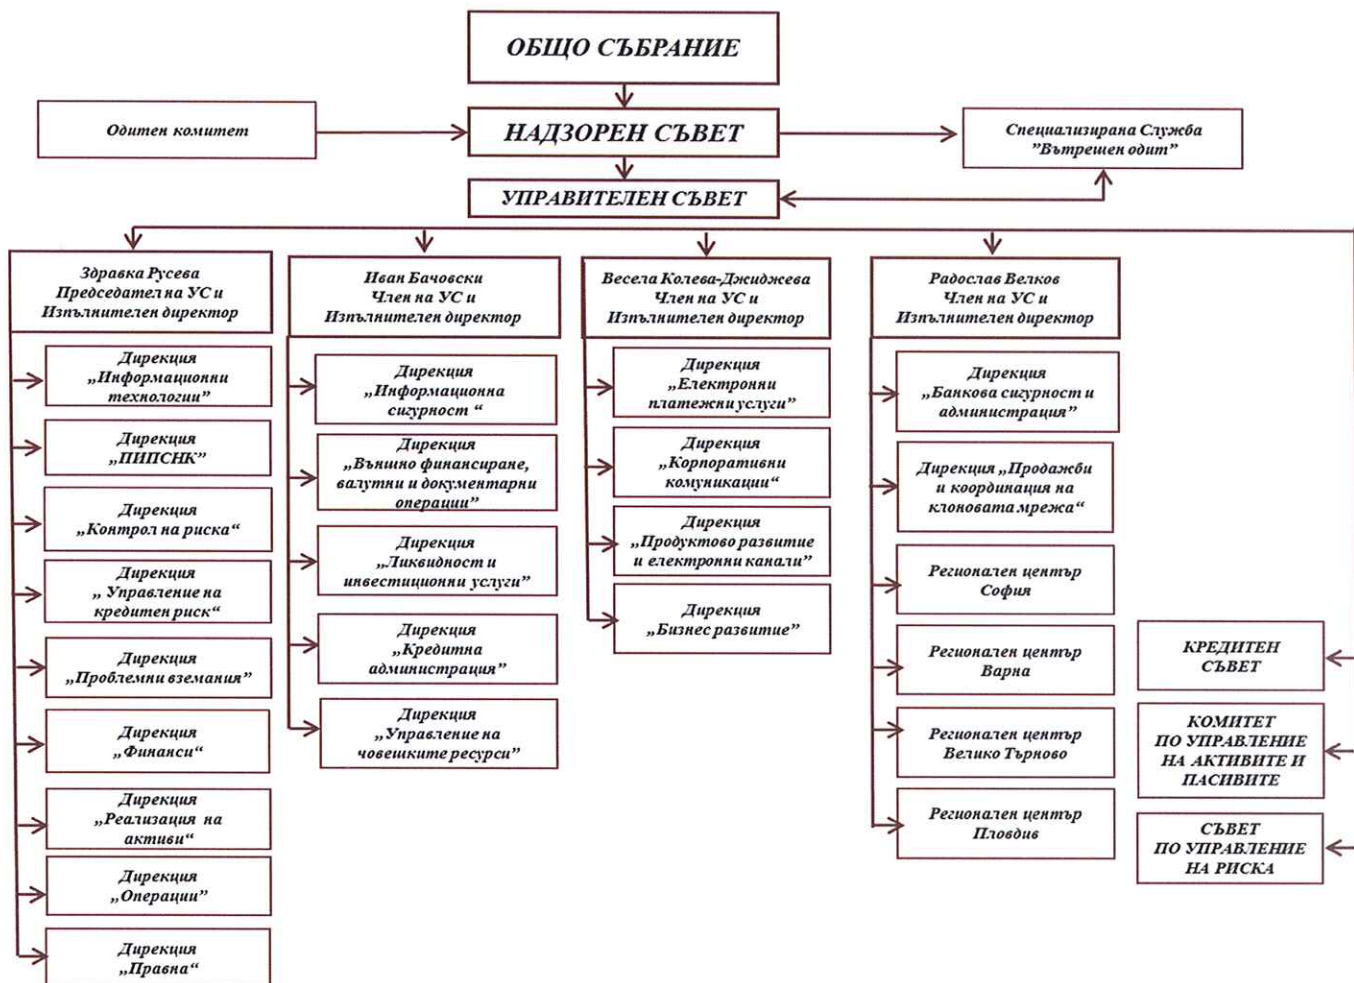 ОБЩО СЪБРАНИЕ
Одитен комитет
НАДЗОРЕН СЪВЕТ
Специализирана Служба
”Вътрешен одит”
УПРАВИТЕЛЕН СЪВЕТ
Здравка Русева
Председател на УС и
Изпълнителен директор
Дирекция
„Информационни
технологии”
Дирекция
„ПИПСНК”
Дирекция
„Контрол на риска“
Дирекция
„ Управление на
кредитен риск“
Дирекция
„Проблемни вземания”
Дирекция
„Финанси“
Дирекция
„Реализация на
активи“
Дирекция
„Операции”
Дирекция
„Правна“
Иван Бачовски
Член на УС и
Изпълнителен директор
Дирекция
„Информационна
сигурност “
Дирекция
„Външно финансиране,
валутни и документарни
операции”
Дирекция
„Ликвидност и
инвестиционни услуги”
Дирекция
„Кредитна
администрация”
Дирекция
„Управление на
човешките ресурси”
Весела Колева-Джиджева
Член на УС и
Изпълнителен директор
Дирекция
„Електронни
платежни услуги”
Дирекция
„Корпоративни
комуникации“
Дирекция
„Продуктово развитие
и електронни канали”
Дирекция
„Бизнес развитие”
Радослав Велков
Член на УС и
Изпълнителен директор
Дирекция
„Банкова сигурност и
администрация”
Дирекция „Продажби
и координация на
клоновата мрежа“
Регионален център
София
Регионален център
Варна
Регионален център
Велико Търново
Регионален център
Пловдив
КРЕДИТЕН
СЪВЕТ
КОМИТЕТ
ПО УПРАВЛЕНИЕ
НА АКТИВИТЕ И
ПАСИВИТЕ
СЪВЕТ
ПО УПРАВЛЕНИЕ
НА РИСКА